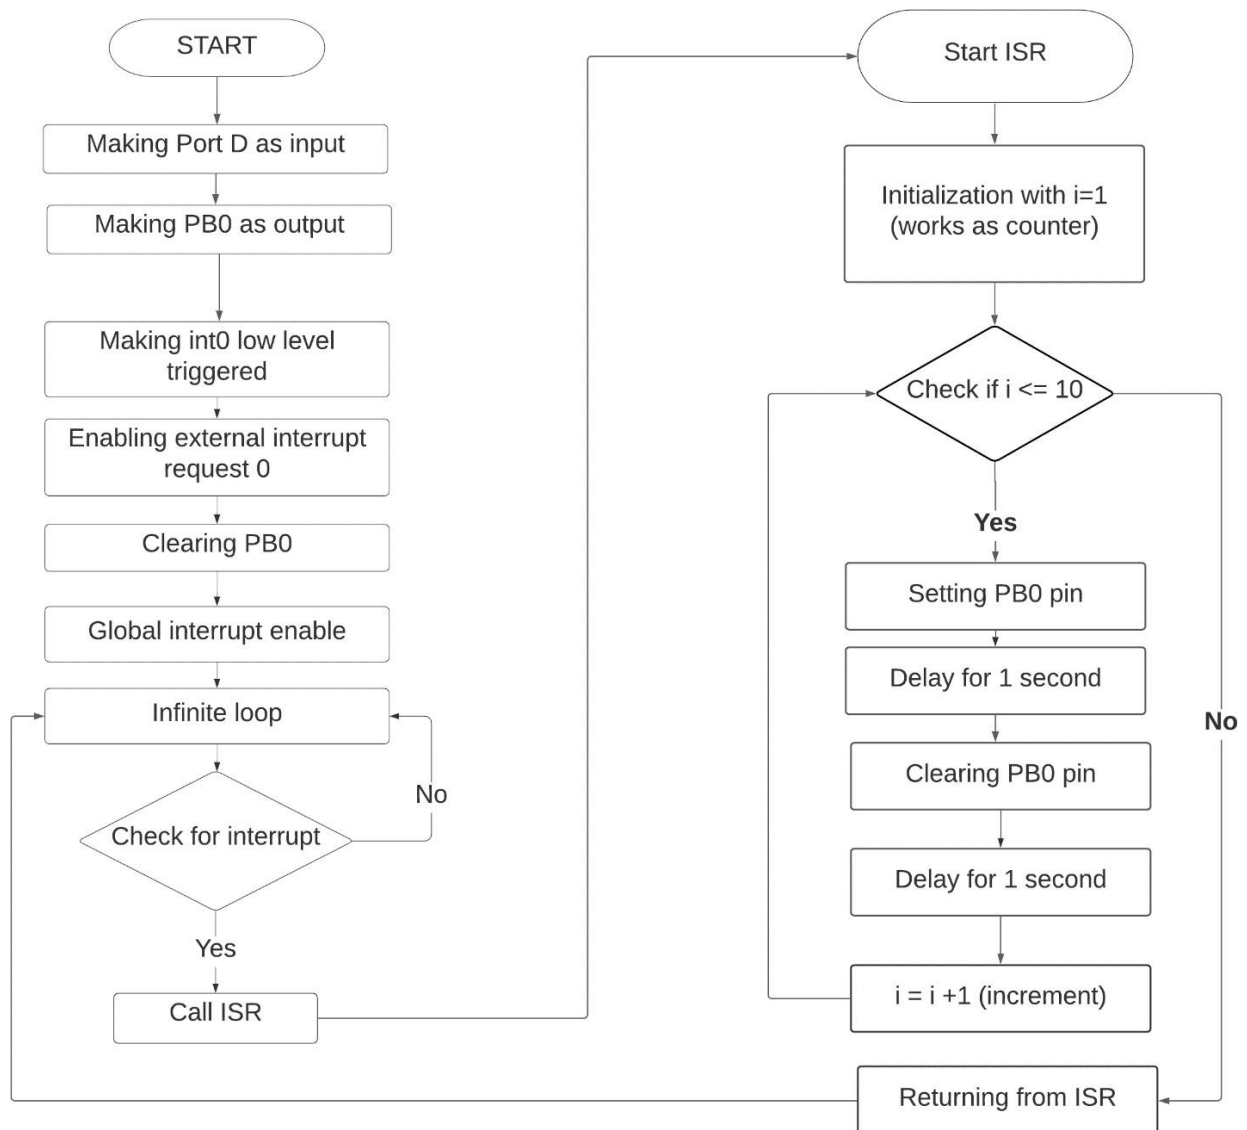 START
Making Port D as input
Making PB0 as output
Making int0 low level
triggered
Enabling external interrupt
request 0
Clearing PB0
Global interrupt enable
Infinite loop
No
Check for interrupt
Yes
Call ISR
Start ISR
Initialization with i=1
(works as counter)
Check if i <= 10
Yes
Setting PB0 pin
Delay for 1 second
No
Clearing PB0 pin
Delay for 1 second
i = i +1 (increment)
Returning from ISR